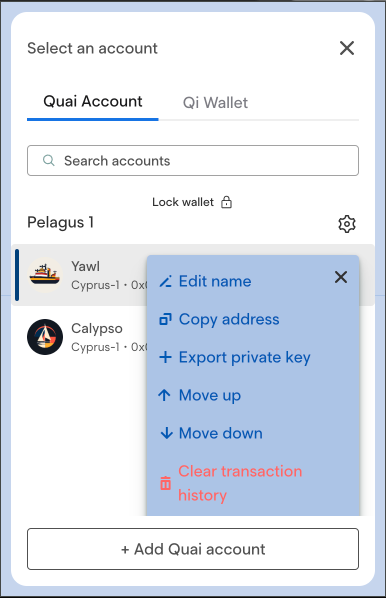 Select an account
Quai Account
Qi Wallet
Search accounts
Lock wallet
Pelagus 1
Yawl
Cyprus-1 • 0x
Calypso
Cyprus-1 • 0x
Edit name
Copy address
Export private key
Move up
Move down
Clear transaction
history
+ Add Quai account